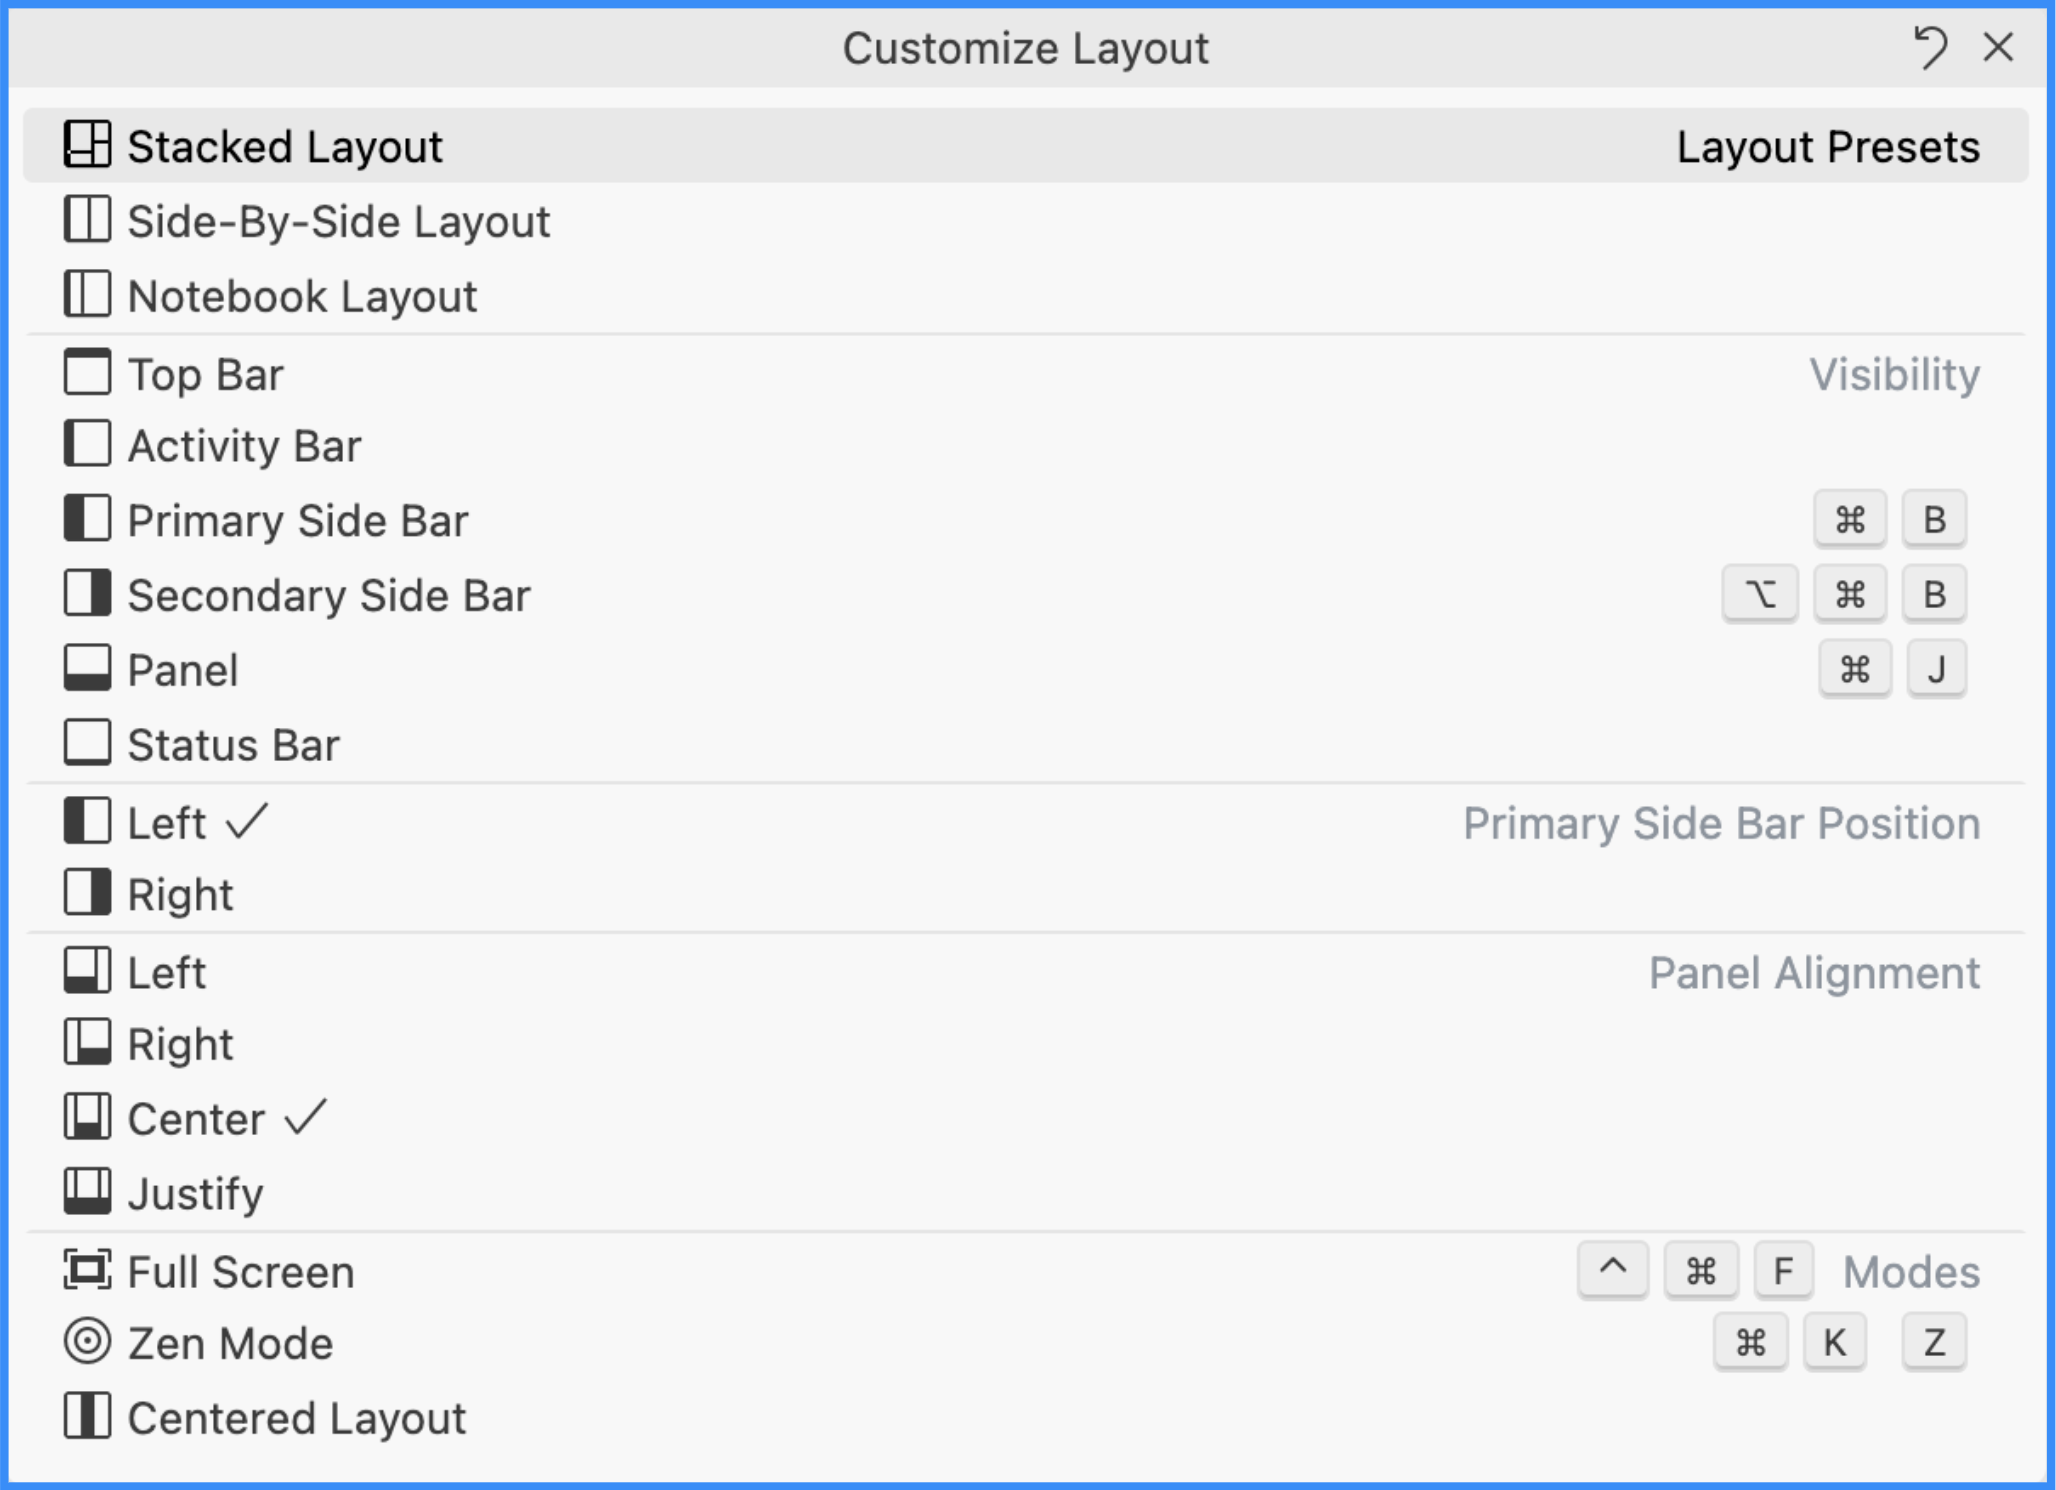 Customize Layout
Stacked Layout Layout Presets
Side-By-Side Layout
Notebook Layout
Top Bar Visibility
Activity Bar
Primary Side Bar ⌘ B
Secondary Side Bar ⌥ ⌘ B
Panel ⌘ J
Status Bar
Left ✓ Primary Side Bar Position
Right
Left Panel Alignment
Right
Center ✓
Justify
Full Screen ^ ⌘ F Modes
Zen Mode ⌘ K Z
Centered Layout